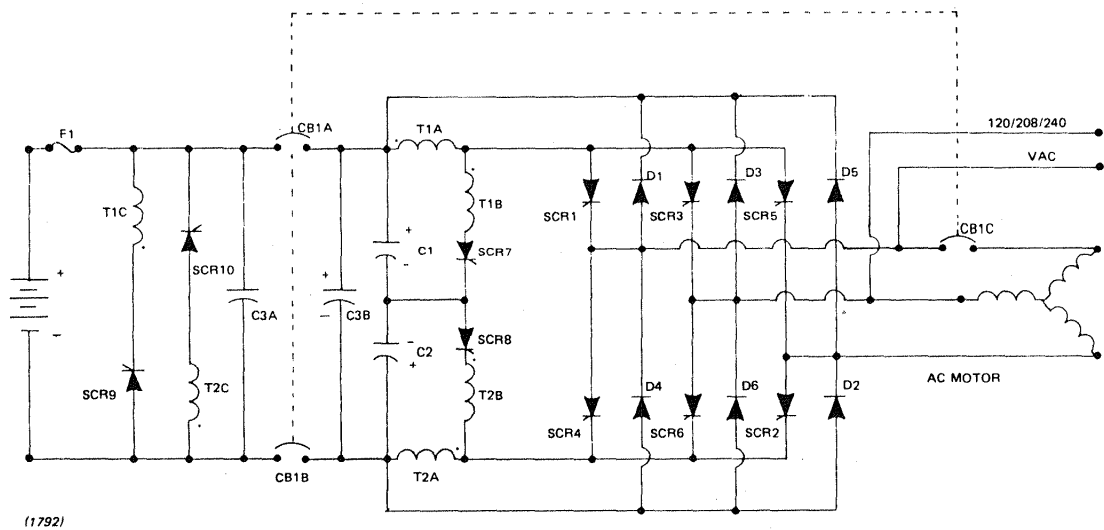 120/208/240
F1
CB1A
T1A
VAC
T1C
T1B
D1
D3
D5
SCR1
SCR3
SCR5
+
C1
-
SCR7
CB1C
+
-
SCR10
C3A
+
-
C3B
-
C2
+
SCR8
SCR9
T2C
T2B
D4
D6
D2
AC MOTOR
SCR4
SCR6
SCR2
CB1B
T2A
(1792)